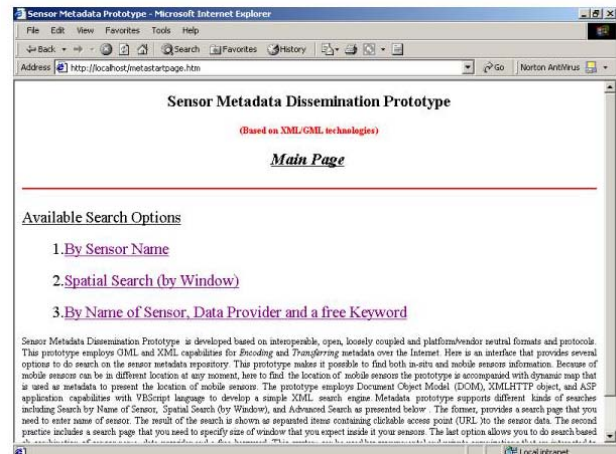 Sensor Metadata Prototype - Microsoft Internet Explorer
File Edit View Favorites Tools Help
Back Search Favorites History
Address http://localhost/metastartpage.htm Go Norton AntiVirus
Sensor Metadata Dissemination Prototype
(Based on XML/GML technologies)
Main Page
Available Search Options
1.By Sensor Name
2.Spatial Search (by Window)
3.By Name of Sensor, Data Provider and a free Keyword
Sensor Metadata Dissemination Prototype is developed based on interoperable, open, loosely coupled and platform/vendor neutral formats and protocols.
This prototype employs GML and XML capabilities for Encoding and Transferring metadata over the Internet. Here is an interface that provides several
options to do search on the sensor metadata repository. This prototype makes it possible to find both in-situ and mobile sensors information. Because of
mobile sensors can be in different location at any moment, here to find the location of mobile sensors the prototype is accompanied with dynamic map that
is used as metadata to present the location of mobile sensors. The prototype employs Document Object Model (DOM), XMLHTTP object, and ASP
application capabilities with VBScript language to develop a simple XML search engine. Metadata prototype supports different kinds of searches
including Search by Name of Sensor, Spatial Search (by Window), and Advanced Search as presented below . The former, provides a search page that you
need to enter name of sensor. The result of the search is shown as separated items containing clickable access point (URL )to the sensor data. The second
practice includes a search page that you need to specify size of window that you expect inside it your sensors. The last option allows you to do search based
Local intranet